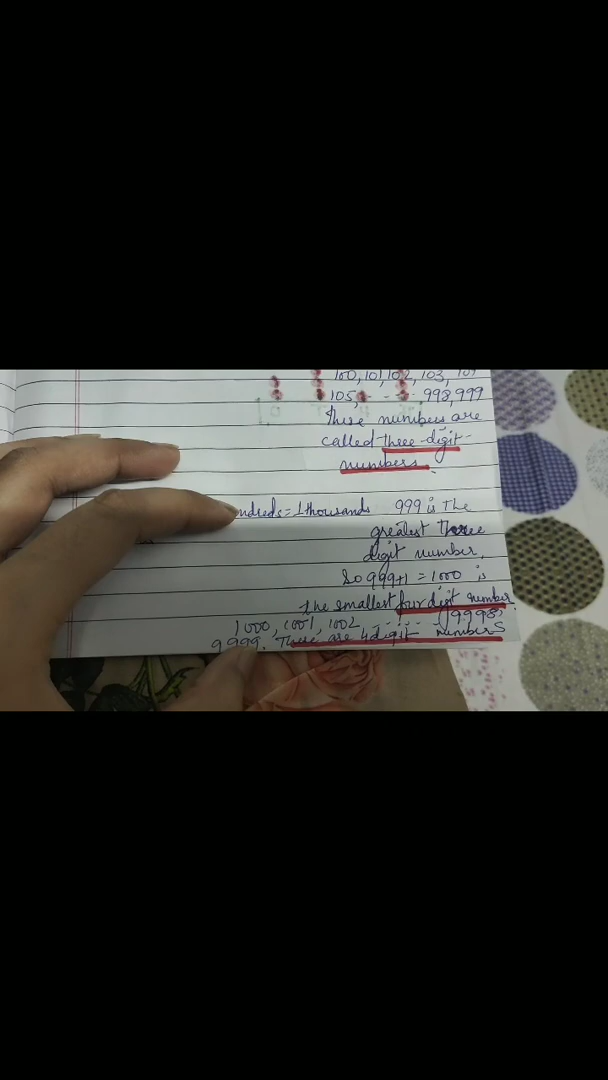 100, 101, 102, 103, 104
105, - - - - 998, 999
These numbers are
called three-digit
numbers.
ndreds = 1 thousands 999 is the
greatest Three
digit number,
So 999+1 = 1000 is
the smallest four digit number.
1000, 1001, 1002 - - - - - 9998,
9999. These are 4 digit numbers